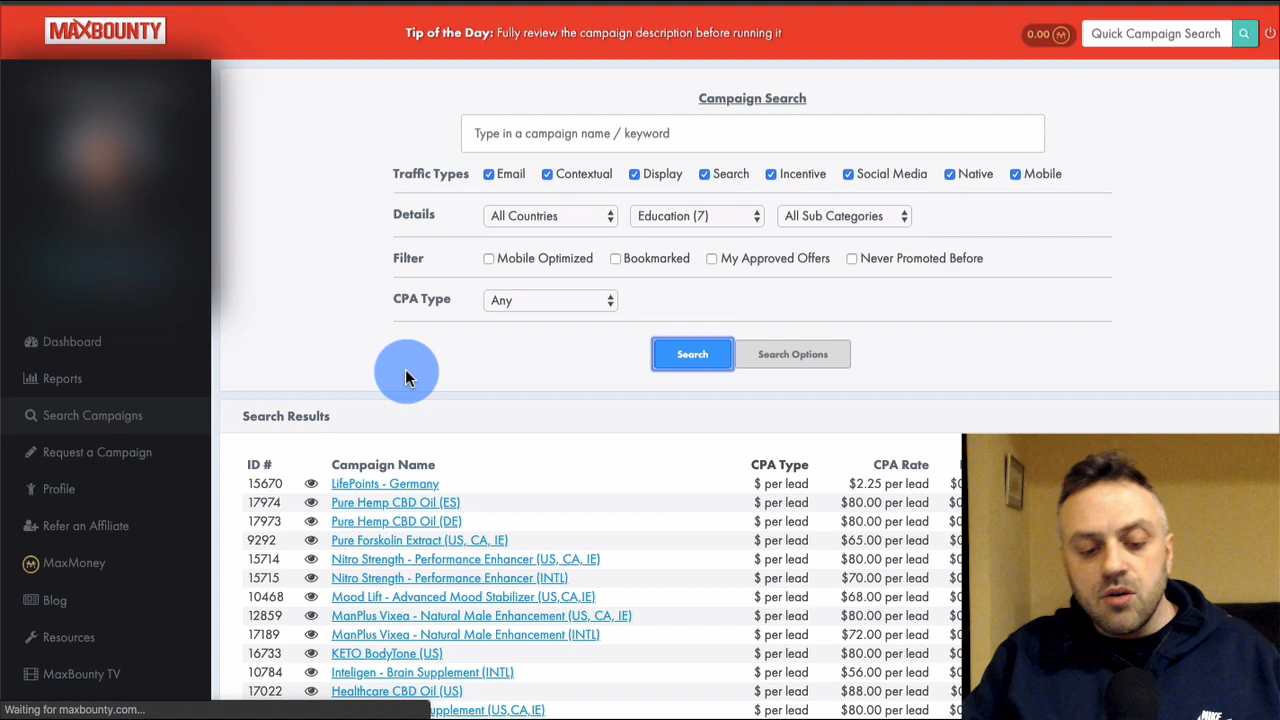 MAXBOUNTY
Tip of the Day: Fully review the campaign description before running it
0.00
Quick Campaign Search
Campaign Search
Type in a campaign name / keyword
Traffic Types Email Contextual Display Search Incentive Social Media Native Mobile
Details All Countries Education (7) All Sub Categories
Filter Mobile Optimized Bookmarked My Approved Offers Never Promoted Before
CPA Type Any
Search Search Options
Dashboard
Reports
Search Campaigns
Request a Campaign
Profile
Refer an Affiliate
MaxMoney
Blog
Resources
MaxBounty TV
Waiting for maxbounty.com...
Search Results
ID # Campaign Name CPA Type CPA Rate
15670 LifePoints - Germany $ per lead $2.25 per lead
17974 Pure Hemp CBD Oil (ES) $ per lead $80.00 per lead
17973 Pure Hemp CBD Oil (DE) $ per lead $80.00 per lead
9292 Pure Forskolin Extract (US, CA, IE) $ per lead $65.00 per lead
15714 Nitro Strength - Performance Enhancer (US, CA, IE) $ per lead $80.00 per lead
15715 Nitro Strength - Performance Enhancer (INTL) $ per lead $70.00 per lead
10468 Mood Lift - Advanced Mood Stabilizer (US,CA,IE) $ per lead $68.00 per lead
12859 ManPlus Vixea - Natural Male Enhancement (US, CA, IE) $ per lead $80.00 per lead
17189 ManPlus Vixea - Natural Male Enhancement (INTL) $ per lead $72.00 per lead
16733 KETO BodyTone (US) $ per lead $80.00 per lead
10784 Inteligen - Brain Supplement (INTL) $ per lead $56.00 per lead
17022 Healthcare CBD Oil (US) $ per lead $88.00 per lead
upplement (US,CA,IE) $ per lead $80.00 per lead
NIKE